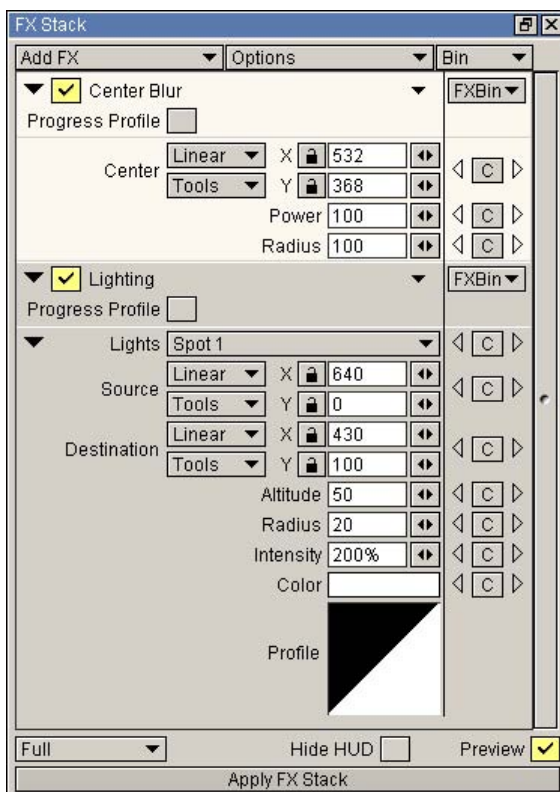 FX Stack
Add FX Options Bin
Center Blur FXBin
Progress Profile
Center Linear X 532 C
Tools Y 368
Power 100 C
Radius 100 C
Lighting FXBin
Progress Profile
Lights Spot 1 C
Source Linear X 640 C
Tools Y 0
Destination Linear X 430 C
Tools Y 100
Altitude 50 C
Radius 20 C
Intensity 200% C
Color C
Profile
Full Hide HUD Preview
Apply FX Stack